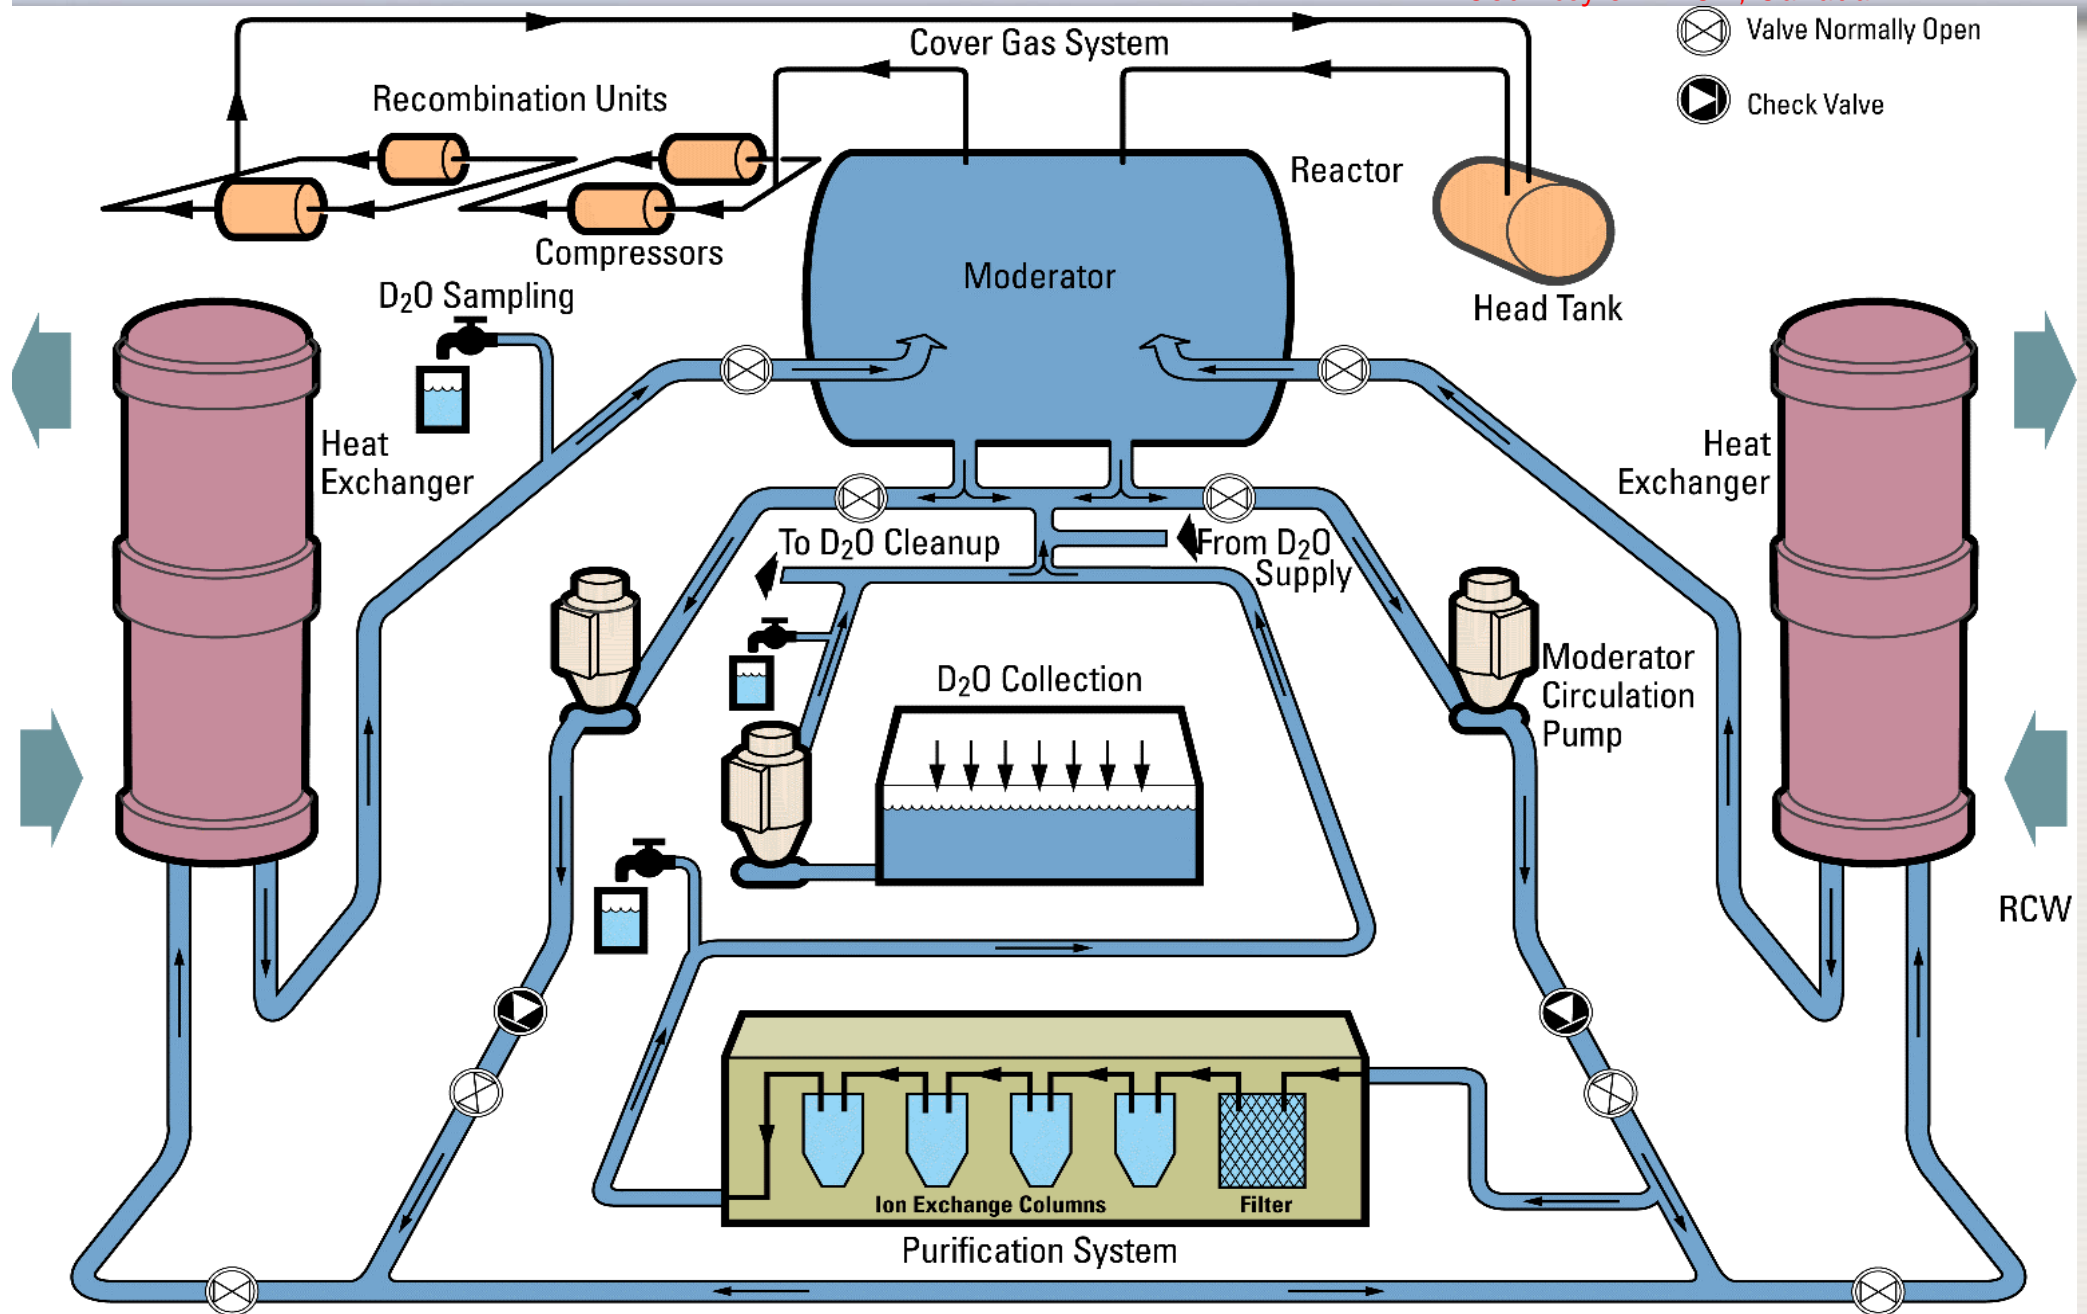 Valve Normally Open
Cover Gas System
Recombination Units
Check Valve
Reactor
Compressors
Moderator
D2O Sampling
Head Tank
Heat
Exchanger
Heat
Exchanger
To D2O Cleanup
From D2O
Supply
Moderator
Circulation
Pump
D2O Collection
RCW
Ion Exchange Columns
Filter
Purification System